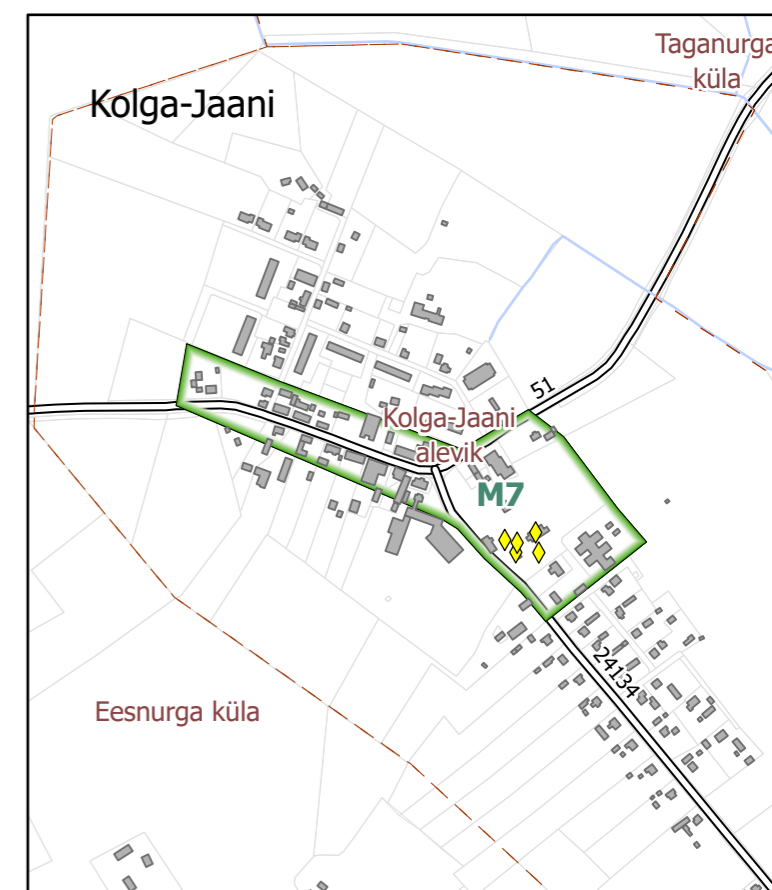 Taganurga
küla
Kolga-Jaani
51
Kolga-Jaani
alevik
M7
24134
Eesnurga küla